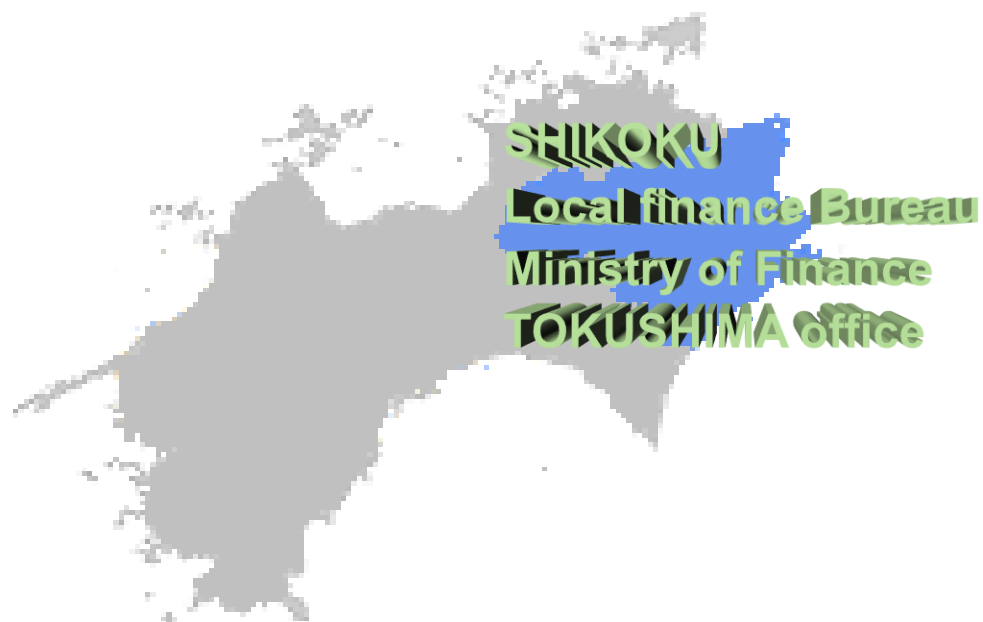 SHIKOKU
Local finance Bureau
Ministry of Finance
TOKUSHIMA office